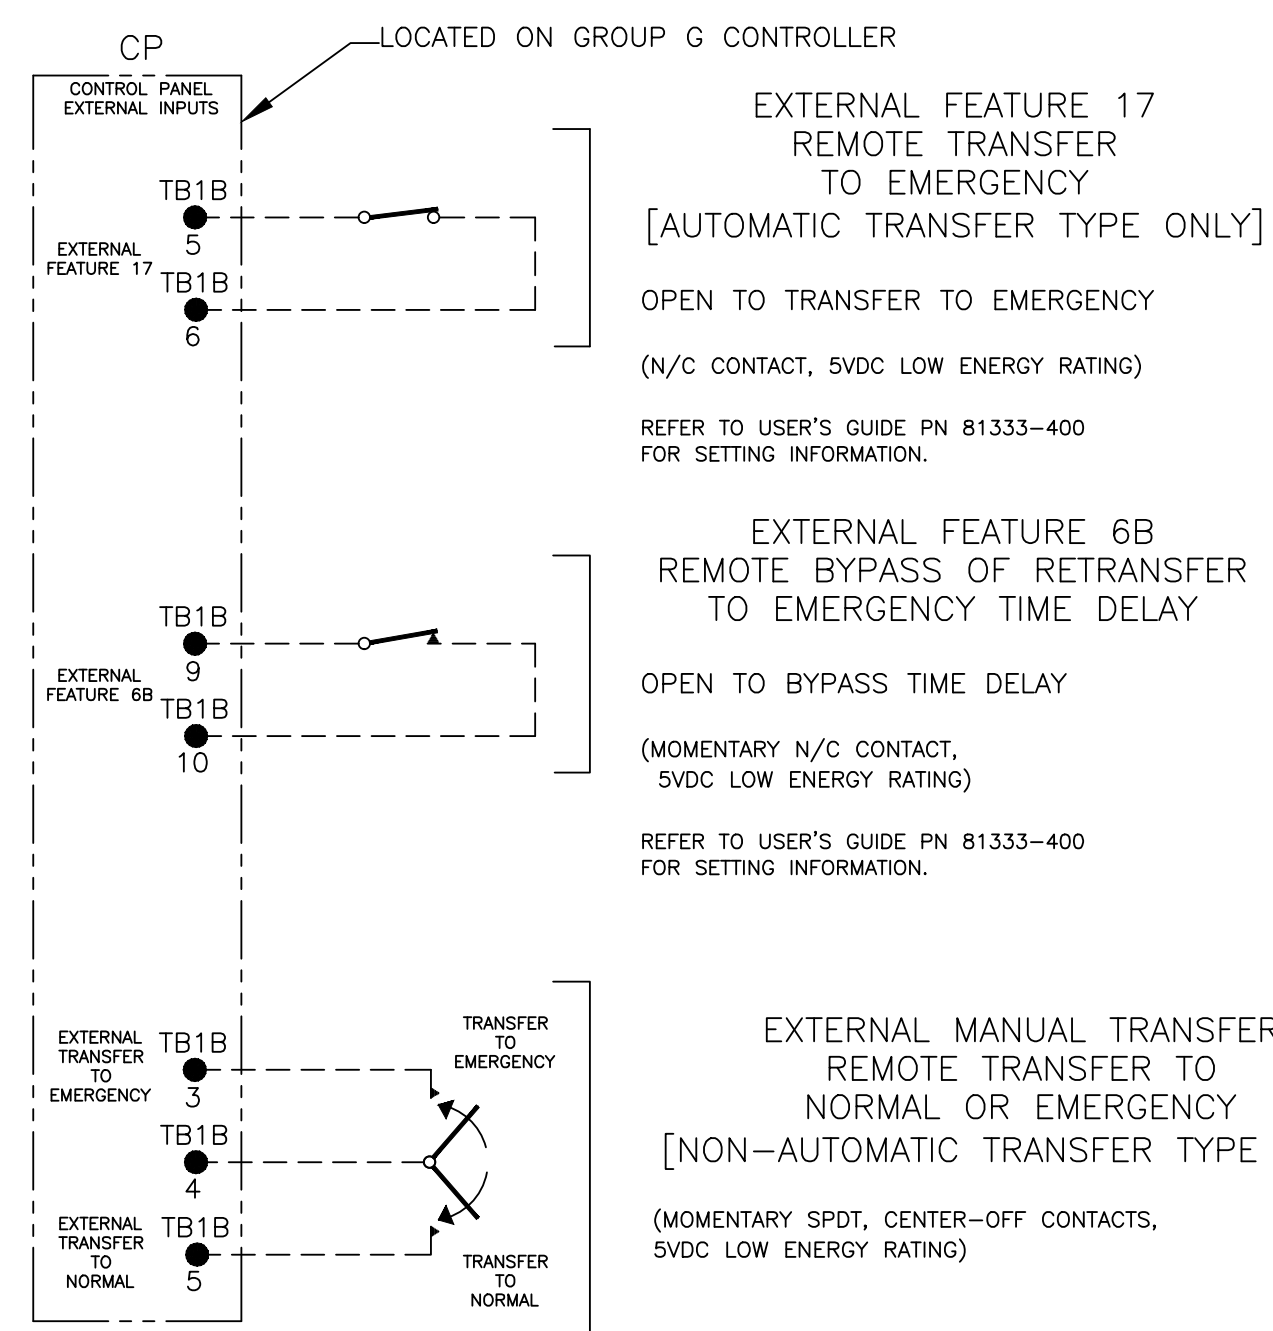 CP
LOCATED ON GROUP G CONTROLLER
CONTROL PANEL
EXTERNAL INPUTS
TB1B
5
EXTERNAL
FEATURE 17
TB1B
6
EXTERNAL FEATURE 17
REMOTE TRANSFER
TO EMERGENCY
[AUTOMATIC TRANSFER TYPE ONLY]
OPEN TO TRANSFER TO EMERGENCY
(N/C CONTACT, 5VDC LOW ENERGY RATING)
REFER TO USER'S GUIDE PN 81333-400
FOR SETTING INFORMATION.
TB1B
9
EXTERNAL
FEATURE 6B
TB1B
10
EXTERNAL FEATURE 6B
REMOTE BYPASS OF RETRANSFER
TO EMERGENCY TIME DELAY
OPEN TO BYPASS TIME DELAY
(MOMENTARY N/C CONTACT,
5VDC LOW ENERGY RATING)
REFER TO USER'S GUIDE PN 81333-400
FOR SETTING INFORMATION.
EXTERNAL
TRANSFER
TO
EMERGENCY
TB1B
3
TB1B
4
EXTERNAL
TRANSFER
TO
NORMAL
TB1B
5
TRANSFER
TO
EMERGENCY
TRANSFER
TO
NORMAL
EXTERNAL MANUAL TRANSFER
REMOTE TRANSFER TO
NORMAL OR EMERGENCY
[NON-AUTOMATIC TRANSFER TYPE
(MOMENTARY SPDT, CENTER-OFF CONTACTS,
5VDC LOW ENERGY RATING)